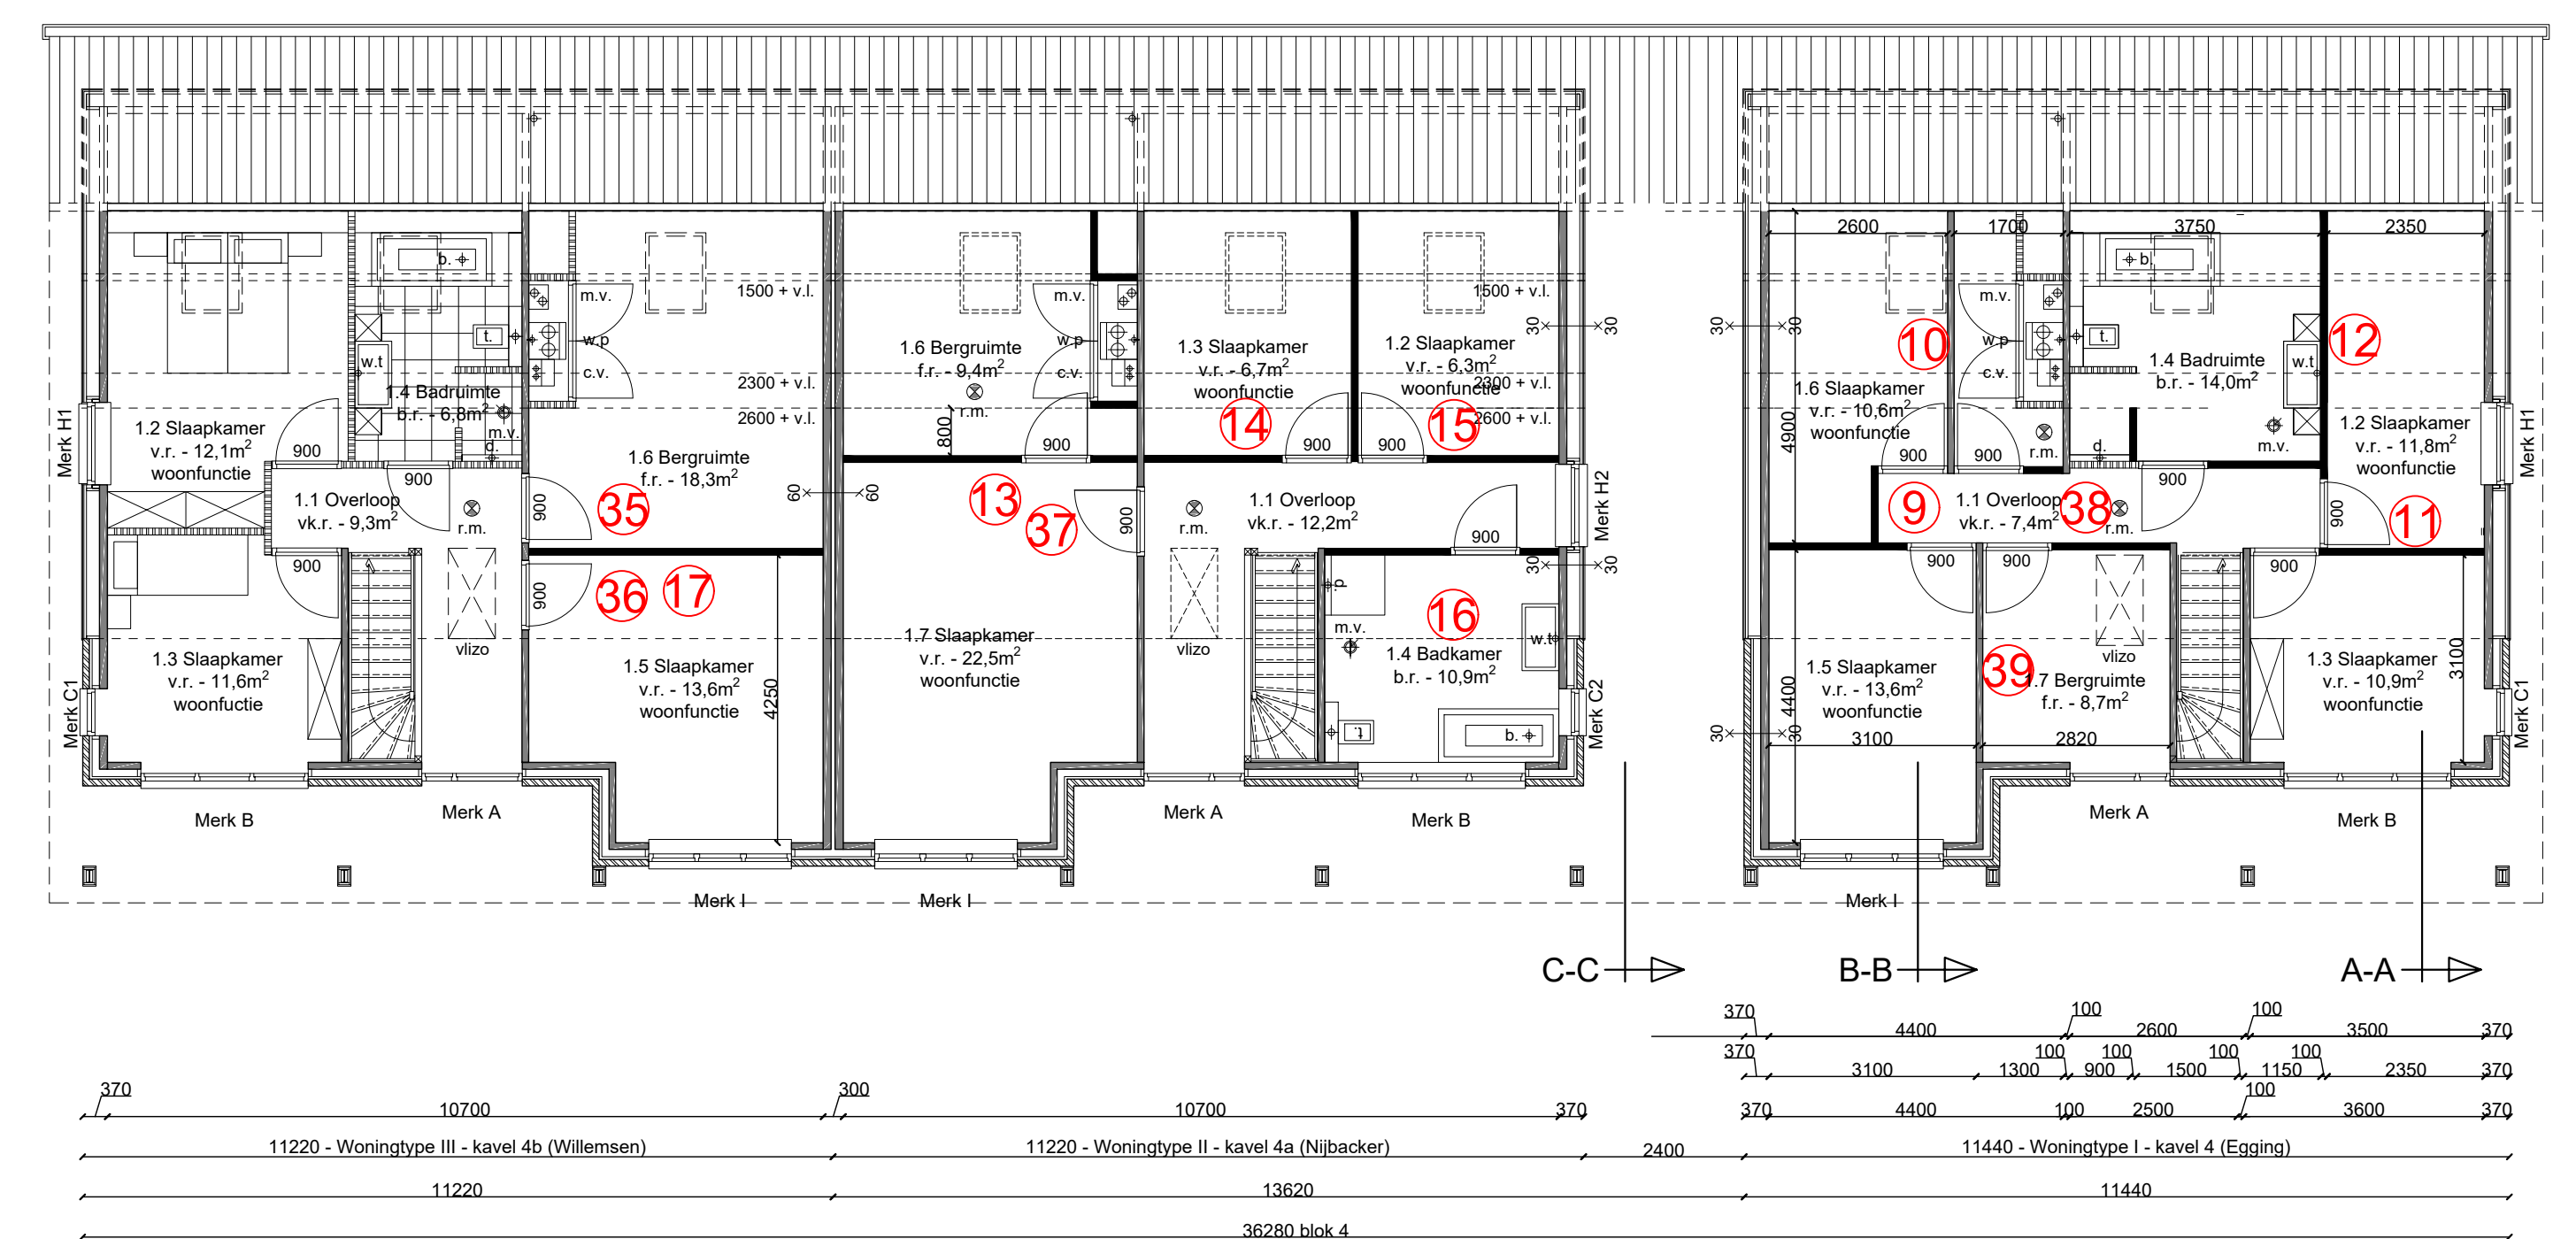 2600
1700
3750
2350
b.
1500 + v.l.
m.v.
w.p
c.v.
t.
w.t
1.4 Badruimte
b.r. - 6,8m²
m.v.
d.
2300 + v.l.
2600 + v.l.
1.2 Slaapkamer
v.r. - 12,1m²
woonfunctie
900
900
Merk H1
1.6 Bergruimte
f.r. - 18,3m²
1.1 Overloop
vk.r. - 9,3m²
r.m.
900
35
60
60
900
900
36
17
vlizo
1.3 Slaapkamer
v.r. - 11,6m²
woonfuctie
Merk C1
1.5 Slaapkamer
v.r. - 13,6m²
woonfunctie
4250
Merk B
Merk A
Merk I
1.6 Bergruimte
f.r. - 9,4m²
r.m.
m.v.
w.p
c.v.
800
900
1.3 Slaapkamer
v.r. - 6,7m²
woonfunctie
14
900
1.2 Slaapkamer
v.r. - 6,3m²
woonfunctie
15
900
1500 + v.l.
2300 + v.l.
2600 + v.l.
30
30
13
37
900
r.m.
1.1 Overloop
vk.r. - 12,2m²
900
Merk H2
30
30
1.7 Slaapkamer
v.r. - 22,5m²
woonfunctie
vlizo
d.
m.v.
16
1.4 Badkamer
b.r. - 10,9m²
w.t
t.
b.
Merk C2
Merk I
Merk A
Merk B
30
30
10
1.6 Slaapkamer
v.r. - 10,6m²
woonfunctie
4900
900
m.v.
w.p
c.v.
r.m.
900
b.
t.
1.4 Badruimte
b.r. - 14,0m²
w.t
m.v.
d.
12
1.2 Slaapkamer
v.r. - 11,8m²
woonfunctie
Merk H1
9
1.1 Overloop
vk.r. - 7,4m²
38
r.m.
900
900
11
900
900
900
1.5 Slaapkamer
v.r. - 13,6m²
woonfunctie
4400
30
30
3100
39
vlizo
1.7 Bergruimte
f.r. - 8,7m²
2820
1.3 Slaapkamer
v.r. - 10,9m²
woonfunctie
3100
Merk C1
Merk I
Merk A
Merk B
C-C
B-B
A-A
370
4400
100
2600
100
3500
370
370
3100
1300
100
900
100
1500
100
1150
100
2350
370
370
10700
300
10700
370
370
4400
100
2500
100
3600
370
11220 - Woningtype III - kavel 4b (Willemsen)
11220 - Woningtype II - kavel 4a (Nijbacker)
2400
11440 - Woningtype I - kavel 4 (Egging)
11220
13620
11440
36280 blok 4